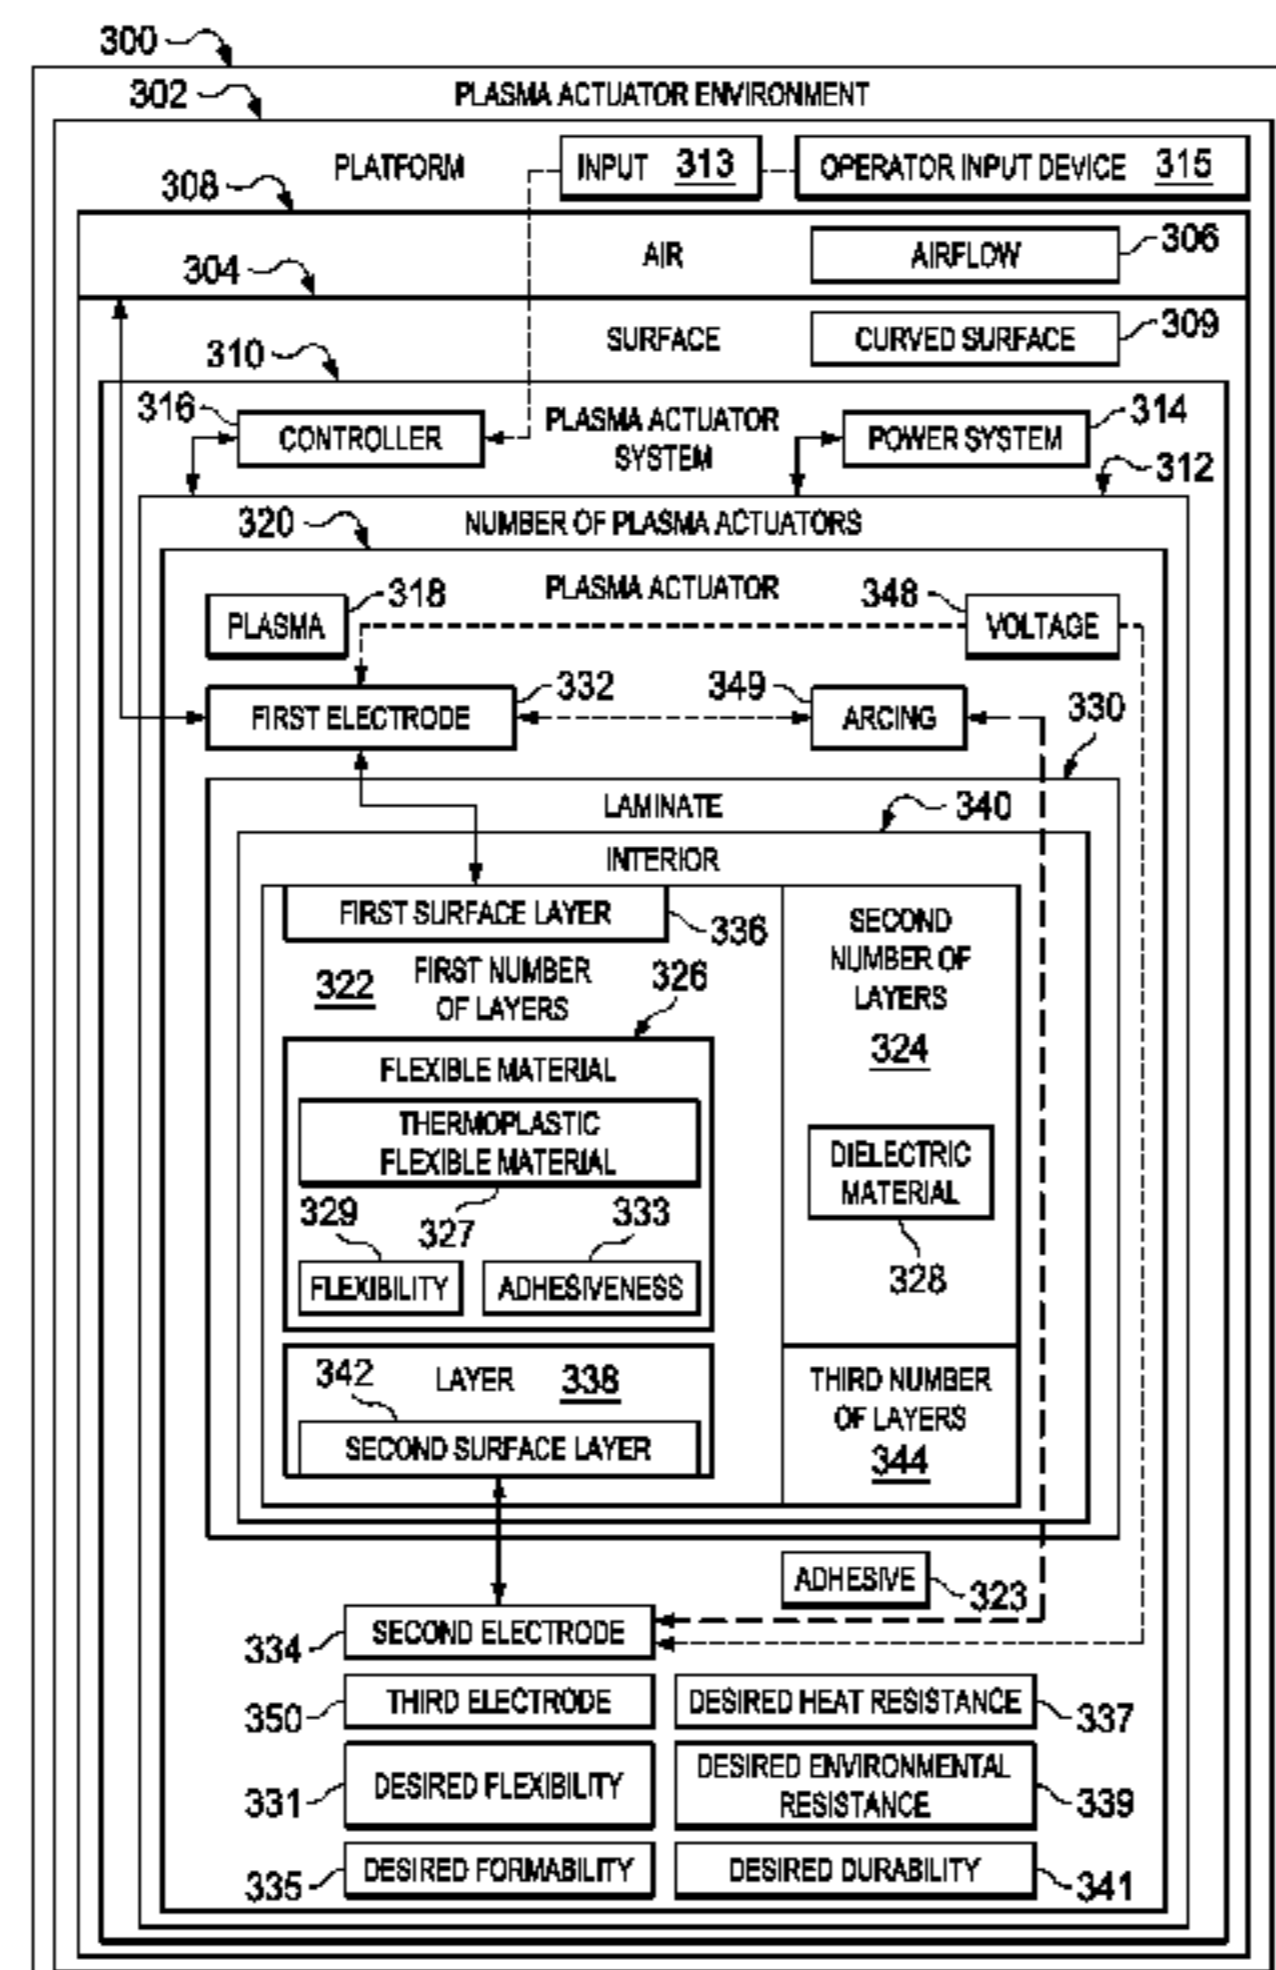 300
PLASMA ACTUATOR ENVIRONMENT
302
PLATFORM
INPUT 313
OPERATOR INPUT DEVICE 315
308
AIR
AIRFLOW
306
304
SURFACE
CURVED SURFACE
309
310
316
CONTROLLER
PLASMA ACTUATOR
SYSTEM
POWER SYSTEM
314
312
NUMBER OF PLASMA ACTUATORS
320
PLASMA ACTUATOR
PLASMA
318
348
VOLTAGE
FIRST ELECTRODE
332
349
ARCING
330
LAMINATE
340
INTERIOR
FIRST SURFACE LAYER
336
322
FIRST NUMBER
OF LAYERS
326
SECOND
NUMBER OF
LAYERS
324
FLEXIBLE MATERIAL
THERMOPLASTIC
FLEXIBLE MATERIAL
327
329
FLEXIBILITY
333
ADHESIVENESS
DIELECTRIC
MATERIAL
328
342
LAYER 338
SECOND SURFACE LAYER
THIRD NUMBER
OF LAYERS
344
ADHESIVE
323
334
SECOND ELECTRODE
350
THIRD ELECTRODE
DESIRED HEAT RESISTANCE
337
331
DESIRED FLEXIBILITY
DESIRED ENVIRONMENTAL
RESISTANCE
339
335
DESIRED FORMABILITY
DESIRED DURABILITY
341